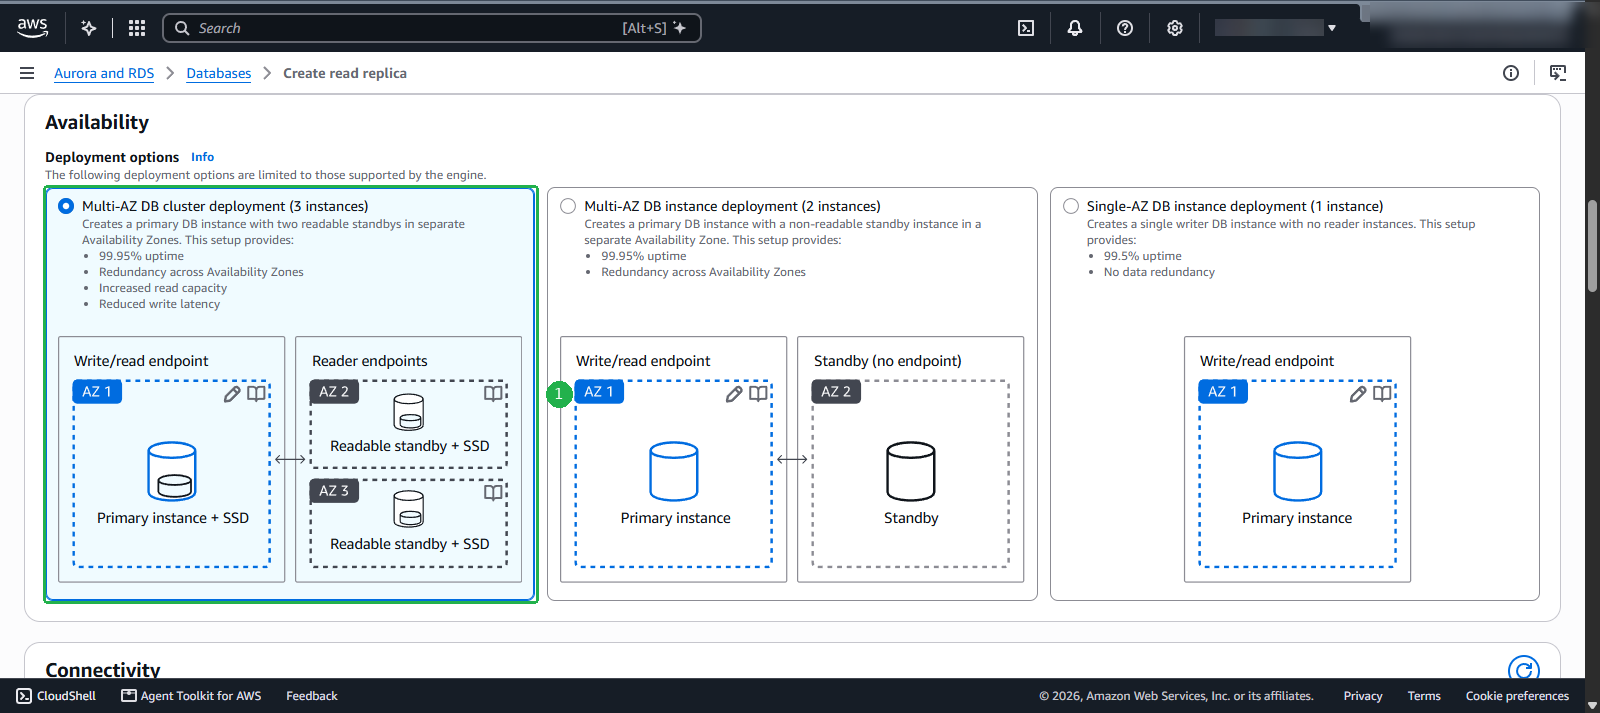 aws
Search
[Alt+S]
Aurora and RDS
Databases
Create read replica
Availability
Deployment options Info
The following deployment options are limited to those supported by the engine.
Multi-AZ DB cluster deployment (3 instances)
Creates a primary DB instance with two readable standbys in separate
Availability Zones. This setup provides:
• 99.95% uptime
• Redundancy across Availability Zones
• Increased read capacity
• Reduced write latency
Write/read endpoint
AZ 1
Primary instance + SSD
Reader endpoints
AZ 2
Readable standby + SSD
AZ 3
Readable standby + SSD
1
Multi-AZ DB instance deployment (2 instances)
Creates a primary DB instance with a non-readable standby instance in a
separate Availability Zone. This setup provides:
• 99.95% uptime
• Redundancy across Availability Zones
Write/read endpoint
AZ 1
Primary instance
Standby (no endpoint)
AZ 2
Standby
Single-AZ DB instance deployment (1 instance)
Creates a single writer DB instance with no reader instances. This setup
provides:
• 99.5% uptime
• No data redundancy
Write/read endpoint
AZ 1
Primary instance
Connectivity
CloudShell
Agent Toolkit for AWS
Feedback
© 2026, Amazon Web Services, Inc. or its affiliates.
Privacy
Terms
Cookie preferences